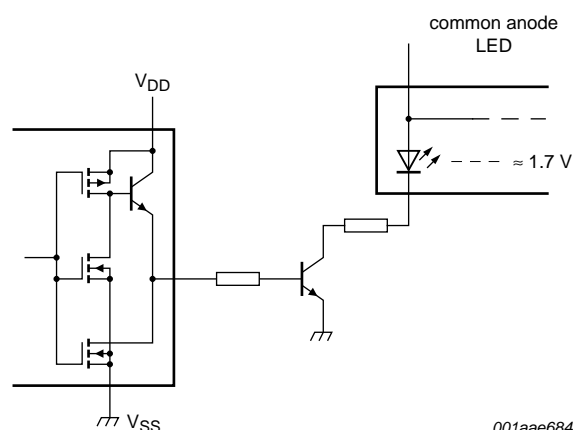 common anode
LED
VDD
≈ 1.7 V
VSS
001aae684